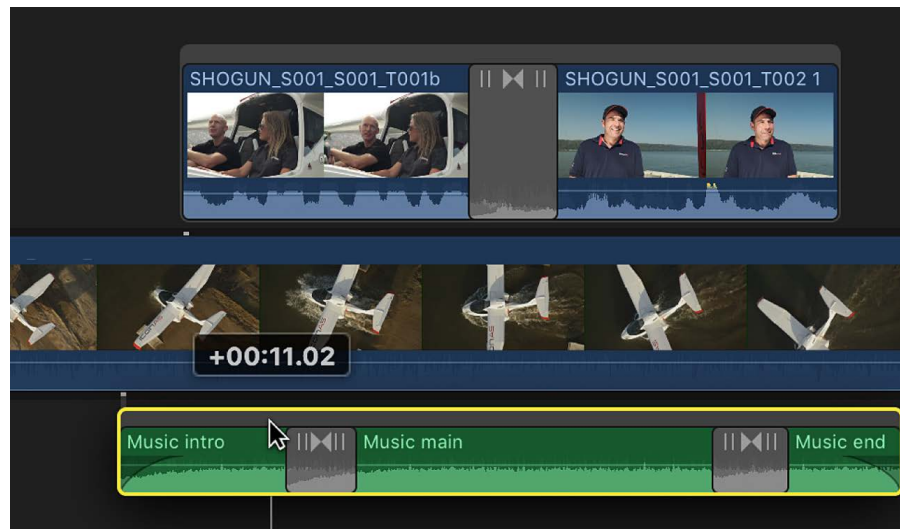 SHOGUN_S001_S001_T001b
SHOGUN_S001_S001_T002 1
+00:11.02
Music intro
Music main
Music end